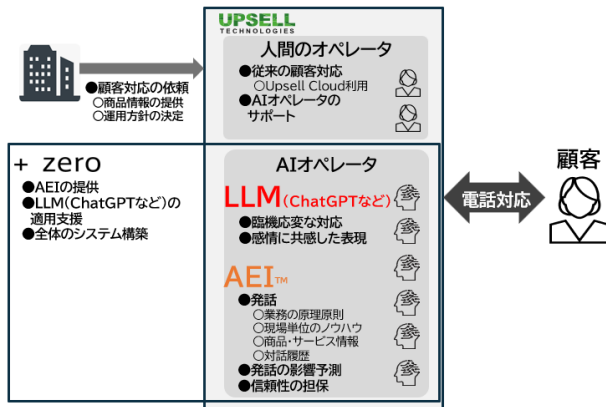 UPSELL
TECHNOLOGIES
人間のオペレータ
●従来の顧客対応
○Upsell Cloud利用
●AIオペレータの
サポート
●顧客対応の依頼
○商品情報の提供
○運用方針の決定
+ zero
●AEIの提供
●LLM(ChatGPTなど)の
適用支援
●全体のシステム構築
AIオペレータ
LLM(ChatGPTなど)
●臨機応変な対応
●感情に共感した表現
AEI™
●発話
○業務の原理原則
○現場単位のノウハウ
○商品・サービス情報
○対話履歴
●発話の影響予測
●信頼性の担保
電話対応
顧客